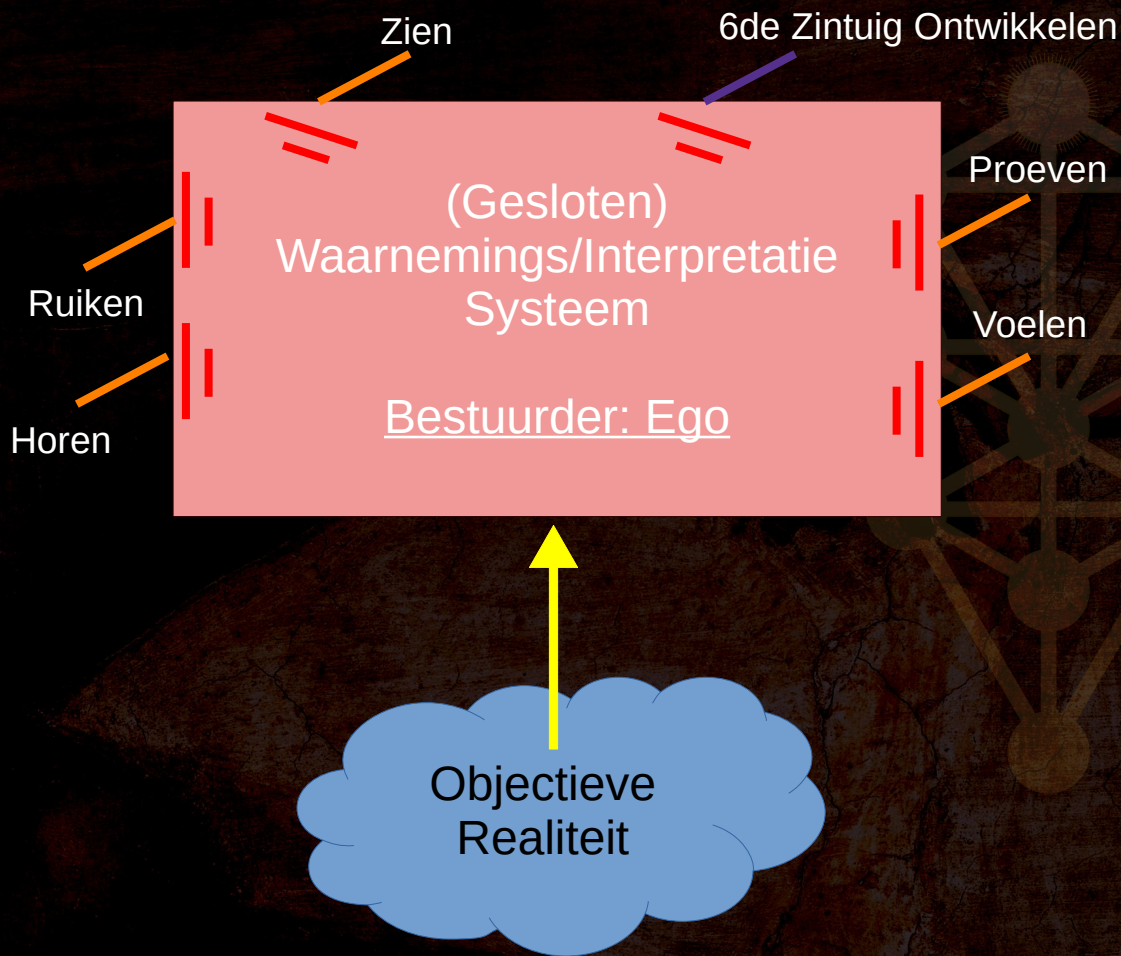 Zien
6de Zintuig Ontwikkelen
Proeven
(Gesloten)
Waarnemings/Interpretatie
Systeem
Ruiken
Voelen
Bestuurder: Ego
Horen
Objectieve
Realiteit